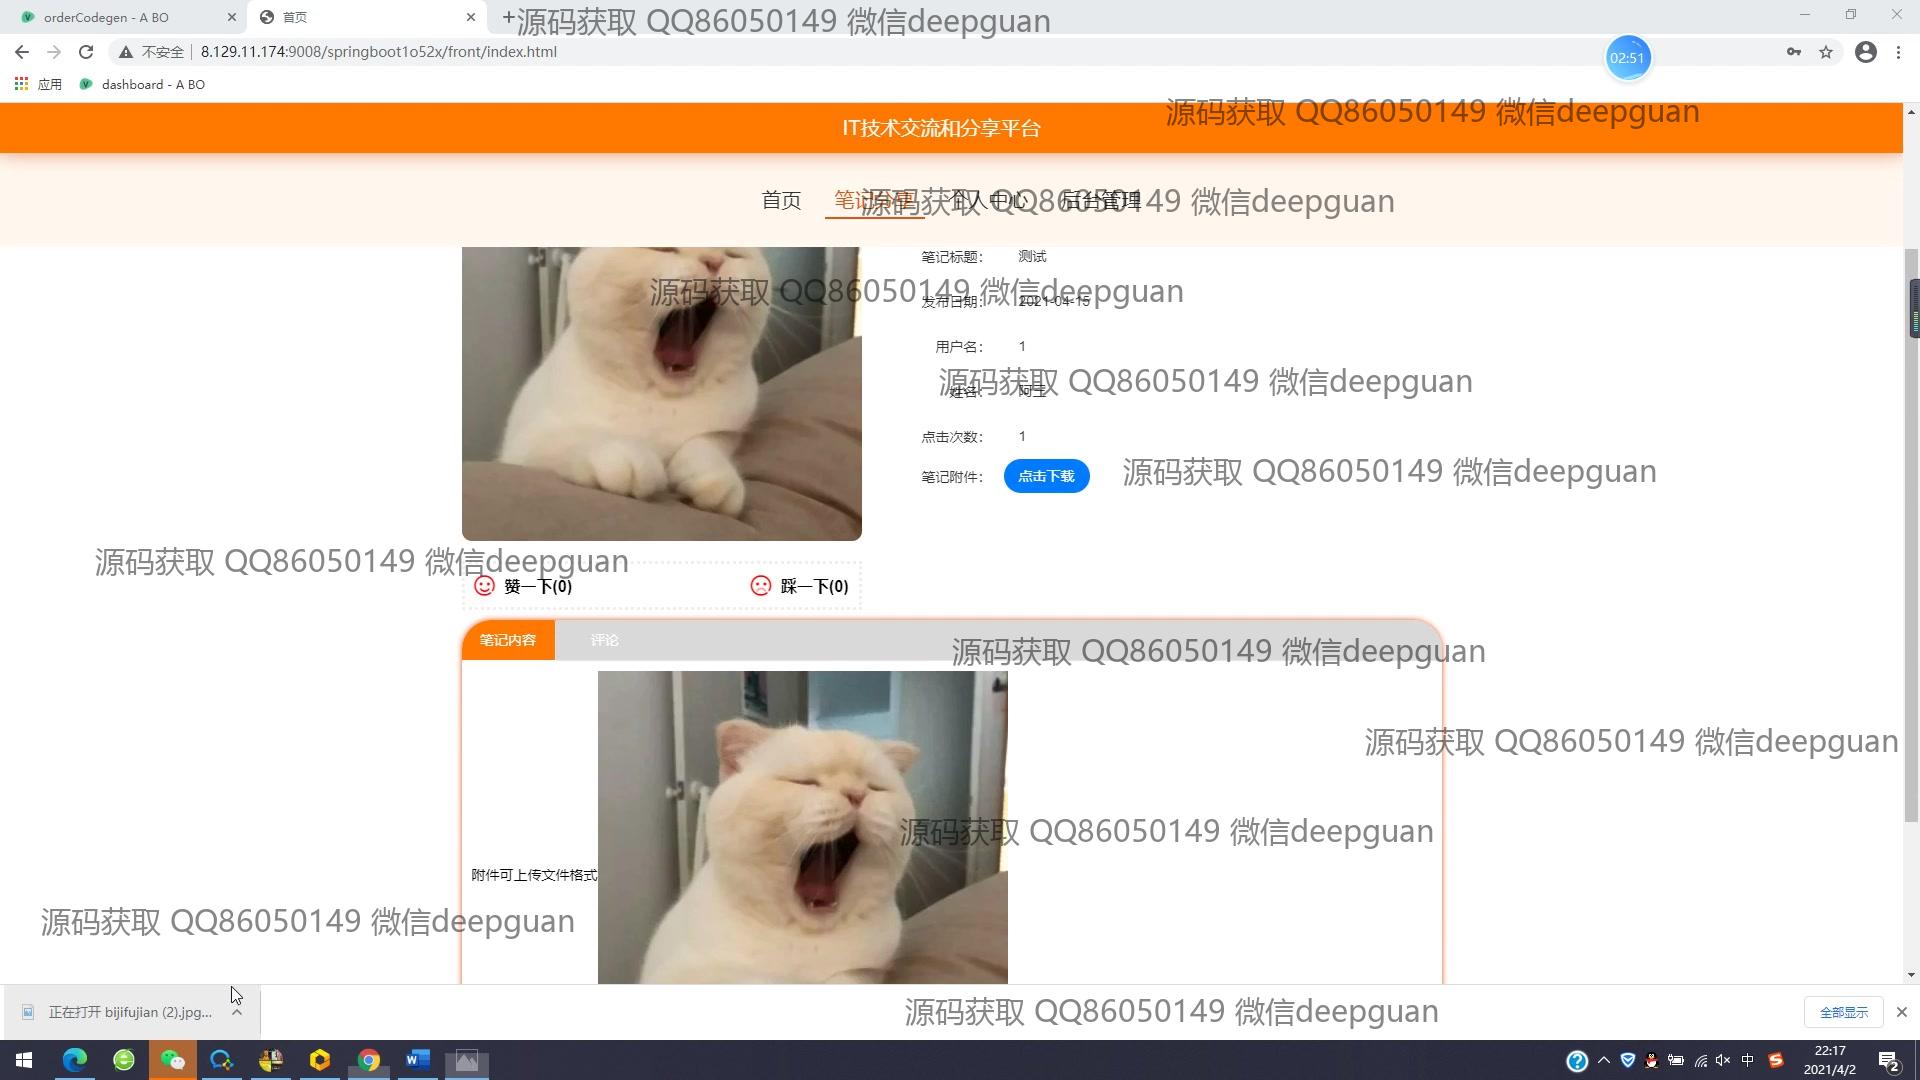 orderCodegen - A BO
首页
源码获取 QQ86050149 微信deepguan
不安全
8.129.11.174:9008/springboot1o52x/front/index.html
02:51
应用
dashboard - A BO
源码获取 QQ86050149 微信deepguan
IT技术交流和分享平台
首页
笔记分享
个人中心
后台管理
源码获取 QQ86050149 微信deepguan
笔记标题: 测试
源码获取 QQ86050149 微信deepguan
发布日期: 2021-04-15
用户名: 1
源码获取 QQ86050149 微信deepguan
姓名:
点击次数: 1
笔记附件: 点击下载
源码获取 QQ86050149 微信deepguan
源码获取 QQ86050149 微信deepguan
赞一下(0)
踩一下(0)
笔记内容
评论
源码获取 QQ86050149 微信deepguan
源码获取 QQ86050149 微信deepguan
源码获取 QQ86050149 微信deepguan
附件可上传文件格式
源码获取 QQ86050149 微信deepguan
正在打开 bijifujian (2).jpg...
源码获取 QQ86050149 微信deepguan
全部显示
中
22:17
2021/4/2
2